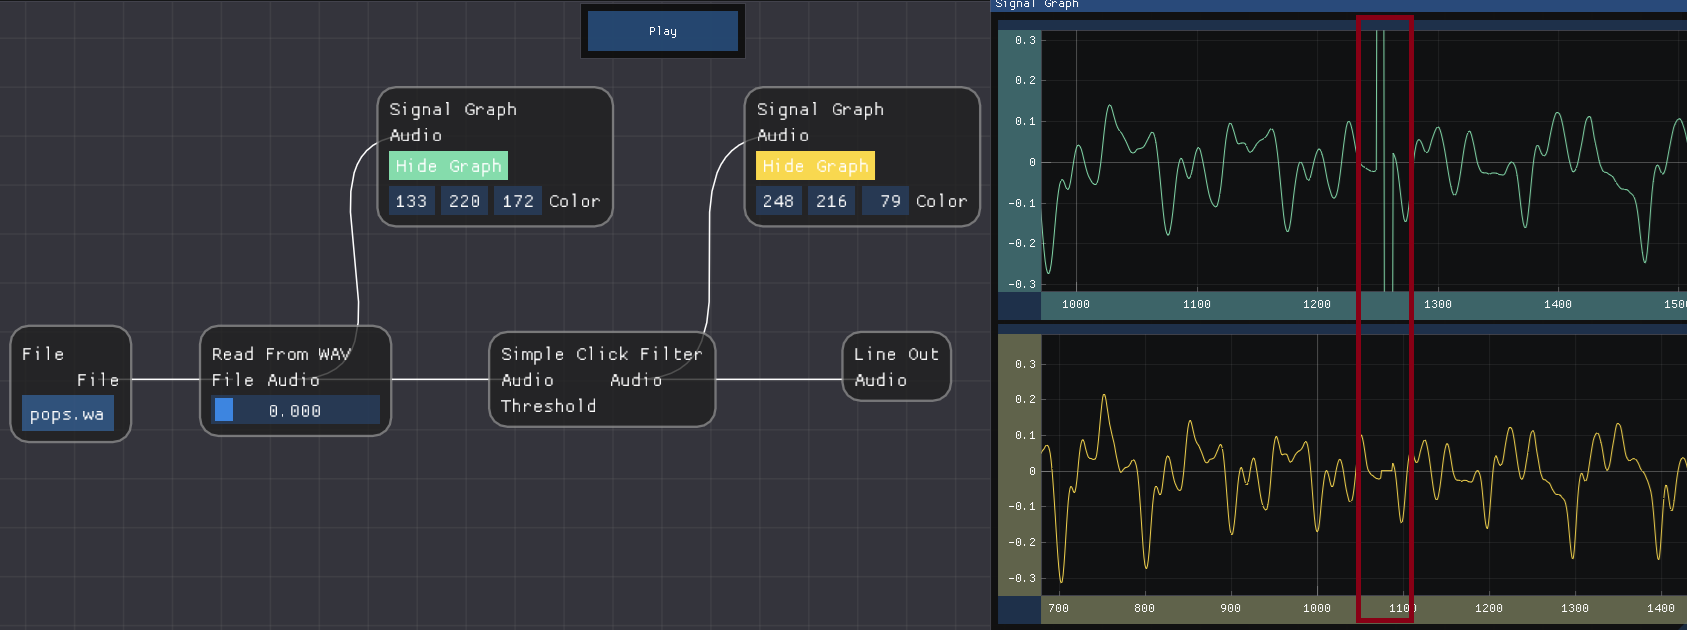 Play
Signal Graph
Audio
Hide Graph
133 220 172 Color
Signal Graph
Audio
Hide Graph
248 216 79 Color
File
File
pops.wa
Read From WAV
File Audio
0.000
Simple Click Filter
Audio Audio
Threshold
Line Out
Audio
Signal Graph
0.3
0.2
0.1
0
-0.1
-0.2
-0.3
1000 1100 1200 1300 1400 150
0.3
0.2
0.1
0
-0.1
-0.2
-0.3
700 800 900 1000 110 1200 1300 1400